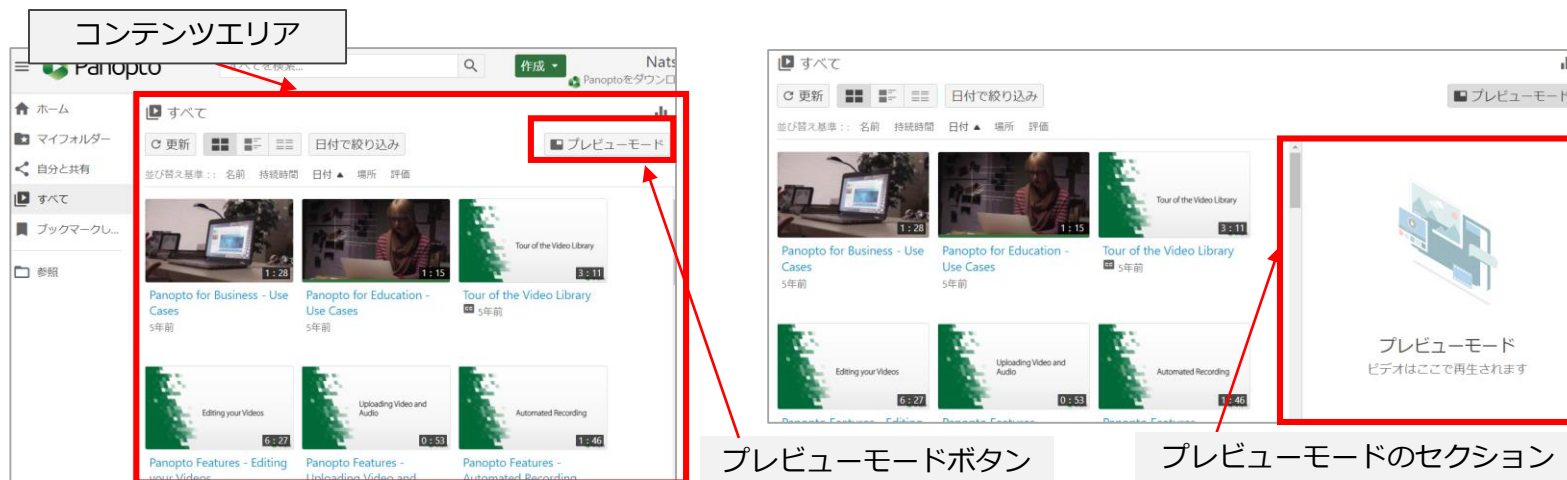 コンテンツエリア
Panopto
すべてを検索...
作成
Nats
Panoptoをダウンロ
ホーム
マイフォルダー
自分と共有
すべて
ブックマークし...
参照
すべて
更新
日付で絞り込み
プレビューモード
並び替え基準:: 名前 持続時間 日付 ▲ 場所 評価
Tour of the Video Library
1:28 1:15 3:11
Panopto for Business - Use Cases
5年前
Panopto for Education - Use Cases
5年前
Tour of the Video Library
5年前
Editing your Videos
6:27
Uploading Video and Audio
0:53
Automated Recording
1:46
Panopto Features - Editing your Videos
Panopto Features - Uploading Video and
Panopto Features - Automated Recording
プレビューモードボタン
すべて
更新
日付で絞り込み
プレビューモード
並び替え基準:: 名前 持続時間 日付 ▲ 場所 評価
Tour of the Video Library
1:28 1:15 3:11
Panopto for Business - Use Cases
5年前
Panopto for Education - Use Cases
5年前
Tour of the Video Library
5年前
Editing your Videos
6:27
Uploading Video and Audio
0:53
Automated Recording
1:46
Panopto Features - Editing
Panopto Features
Panopto Features
プレビューモード
ビデオはここで再生されます
プレビューモードのセクション